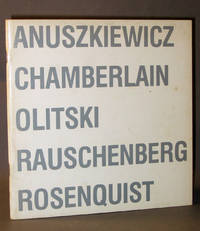 ANUSZKIEWICZ
CHAMBERLAIN
OLITSKI
RAUSCHENBERG
ROSENQUIST